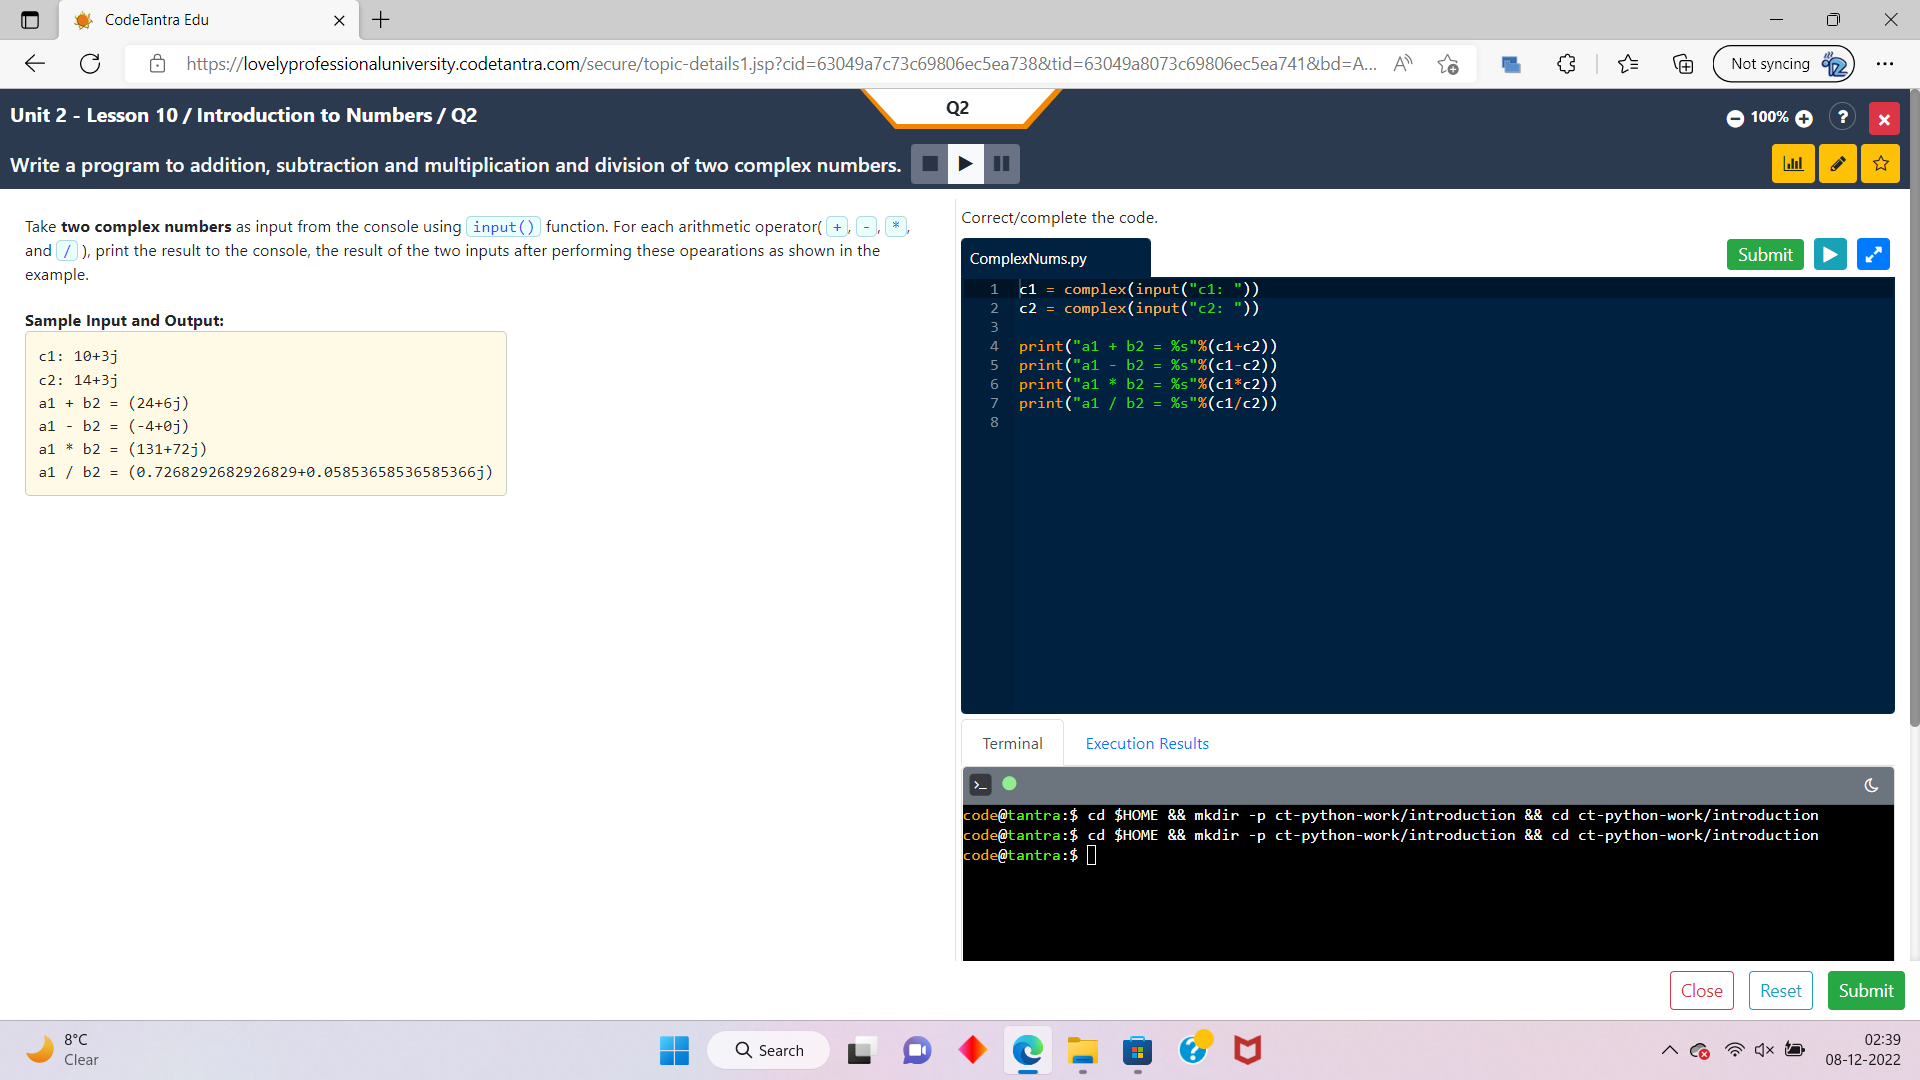 CodeTantra Edu
https://lovelyprofessionaluniversity.codetantra.com/secure/topic-details1.jsp?cid=63049a7c73c69806ec5ea738&tid=63049a8073c69806ec5ea741&bd=A...
Not syncing
Unit 2 - Lesson 10 / Introduction to Numbers / Q2
Q2
100%
?
Write a program to addition, subtraction and multiplication and division of two complex numbers.
Take two complex numbers as input from the console using input() function. For each arithmetic operator( + , - , * ,
and / ), print the result to the console, the result of the two inputs after performing these opearations as shown in the
example.
Sample Input and Output:
c1: 10+3j
c2: 14+3j
a1 + b2 = (24+6j)
a1 - b2 = (-4+0j)
a1 * b2 = (131+72j)
a1 / b2 = (0.7268292682926829+0.05853658536585366j)
Correct/complete the code.
ComplexNums.py
Submit
1 c1 = complex(input("c1: "))
2 c2 = complex(input("c2: "))
3
4 print("a1 + b2 = %s"%(c1+c2))
5 print("a1 - b2 = %s"%(c1-c2))
6 print("a1 * b2 = %s"%(c1*c2))
7 print("a1 / b2 = %s"%(c1/c2))
8
Terminal
Execution Results
code@tantra:$ cd $HOME && mkdir -p ct-python-work/introduction && cd ct-python-work/introduction
code@tantra:$ cd $HOME && mkdir -p ct-python-work/introduction && cd ct-python-work/introduction
code@tantra:$
Close
Reset
Submit
8°C
Clear
Search
02:39
08-12-2022